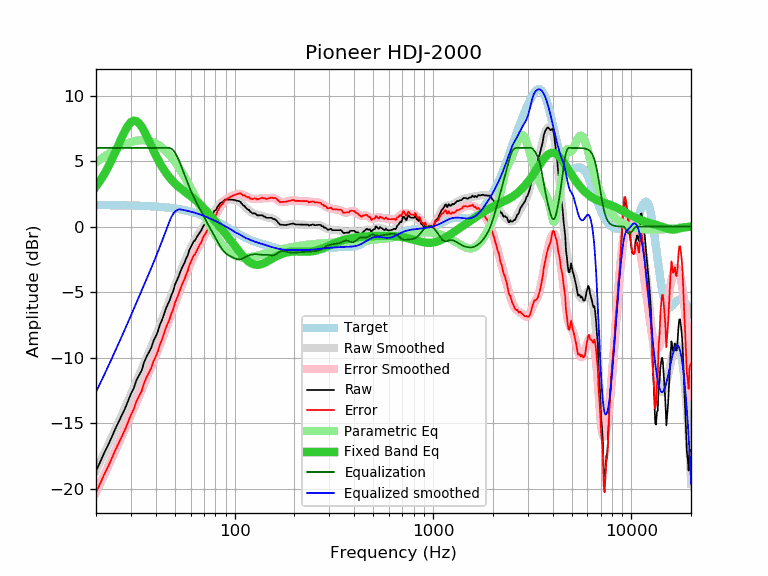 Pioneer HDJ-2000
Amplitude (dBr)
10
5
0
−5
−10
−15
−20
Target
Raw Smoothed
Error Smoothed
Raw
Error
Parametric Eq
Fixed Band Eq
Equalization
Equalized smoothed
100
1000
10000
Frequency (Hz)